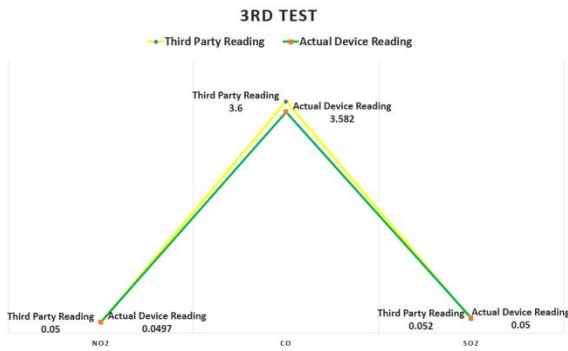 3RD TEST
Third Party Reading Actual Device Reading
Third Party Reading
3.6
Actual Device Reading
3.582
Third Party Reading
0.05
Actual Device Reading
0.0497
Third Party Reading
0.052
Actual Device Reading
0.05
NO2 CO SO2